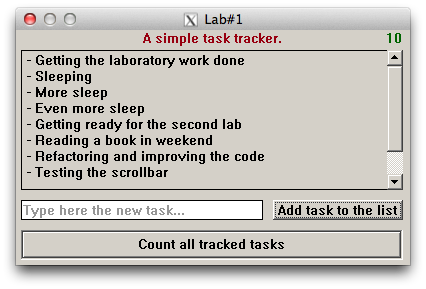 Lab#1
A simple task tracker. 10
- Getting the laboratory work done
- Sleeping
- More sleep
- Even more sleep
- Getting ready for the second lab
- Reading a book in weekend
- Refactoring and improving the code
- Testing the scrollbar
Type here the new task... Add task to the list
Count all tracked tasks